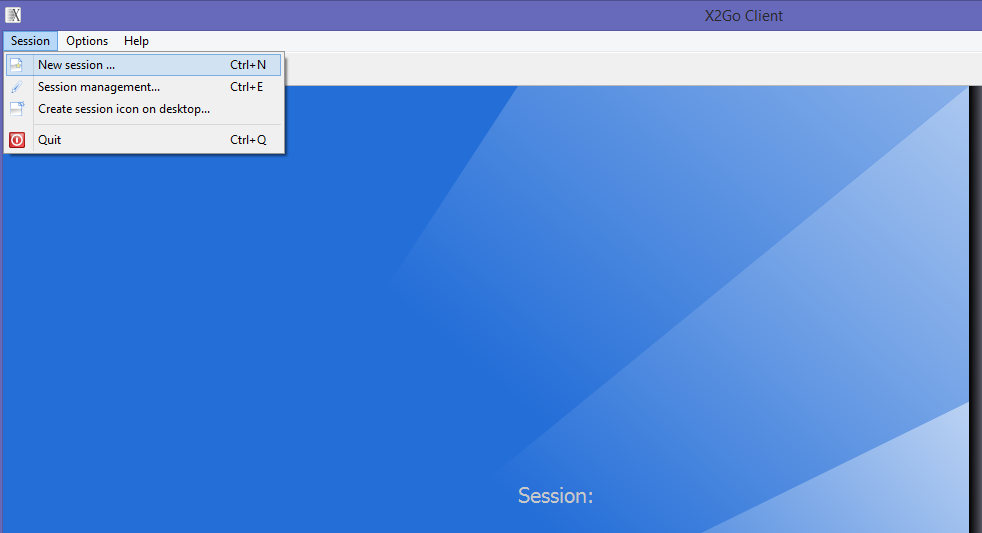 X2Go Client
Session Options Help
New session ... Ctrl+N
Session management... Ctrl+E
Create session icon on desktop...
Quit Ctrl+Q
Session: